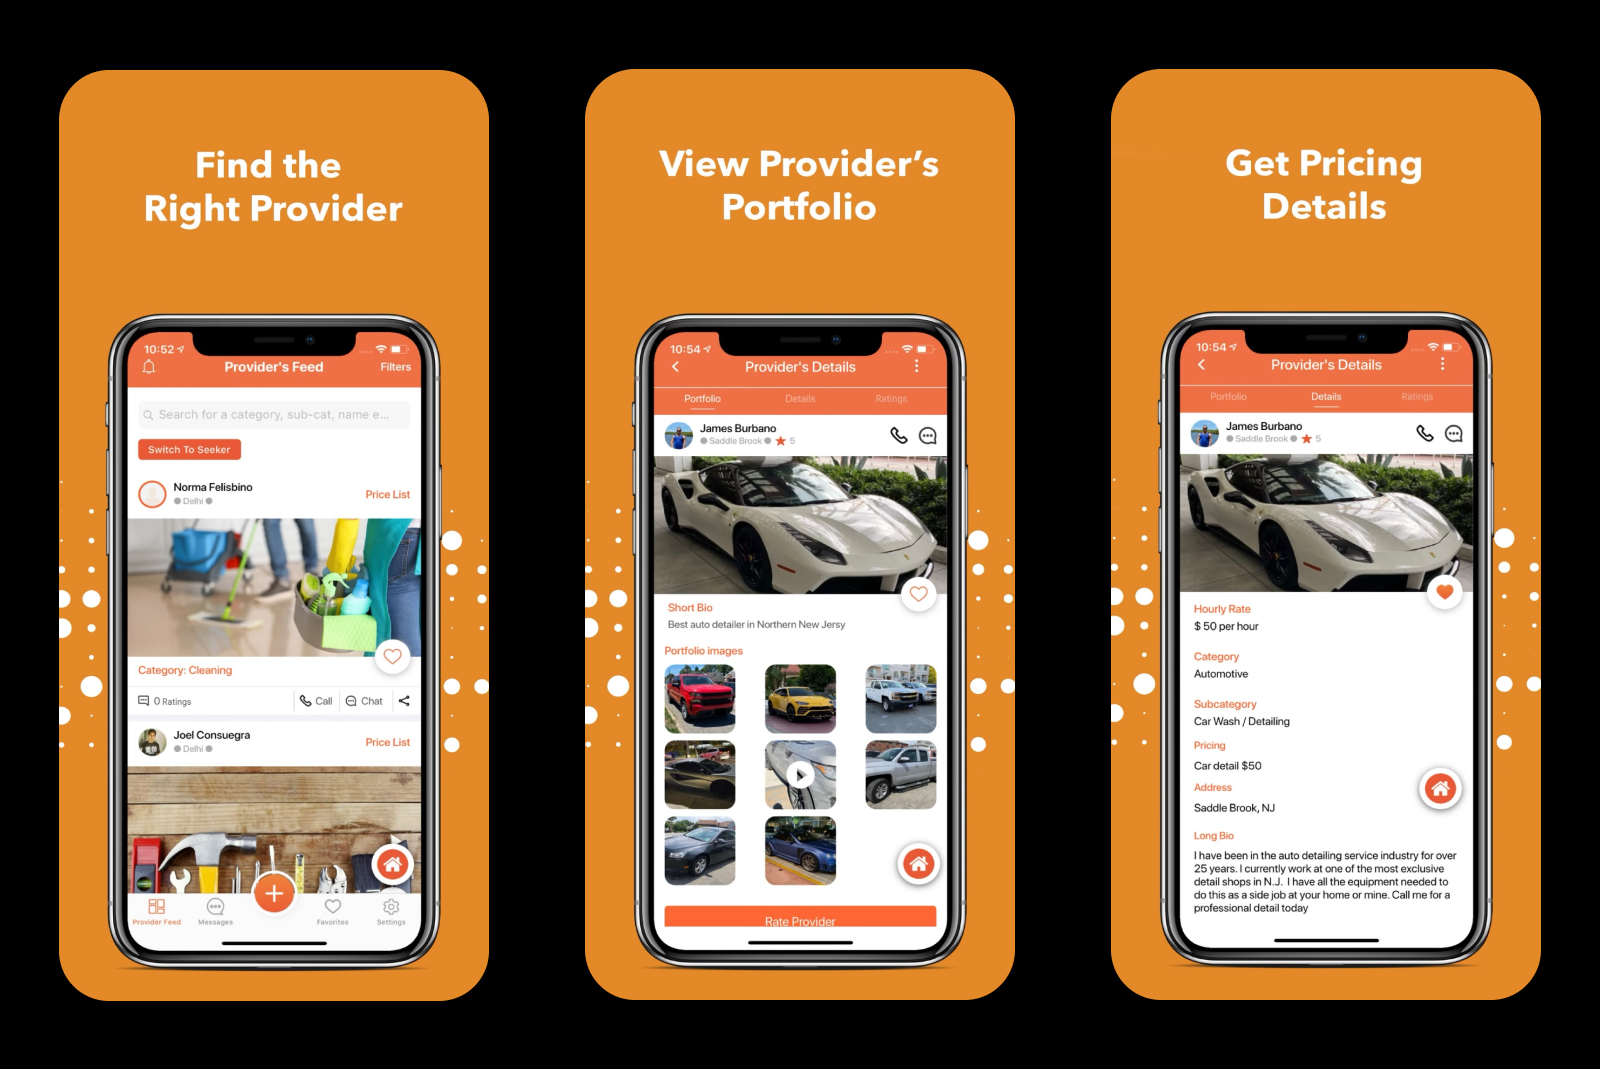 Find the
Right Provider
10:52
Provider's Feed
Filters
Search for a category, sub-cat, name e...
Switch To Seeker
Norma Felisbino
Delhi
Price List
Category: Cleaning
0 Ratings
Call
Chat
Joel Consuegra
Delhi
Price List
Provider Feed
Messages
Favorites
Settings
View Provider’s
Portfolio
10:54
Provider's Details
Portfolio
Details
Ratings
James Burbano
Saddle Brook
5
Short Bio
Best auto detailer in Northern New Jersy
Portfolio images
Rate Provider
Get Pricing
Details
10:54
Provider's Details
Portfolio
Details
Ratings
James Burbano
Saddle Brook
5
Hourly Rate
$ 50 per hour
Category
Automotive
Subcategory
Car Wash / Detailing
Pricing
Car detail $50
Address
Saddle Brook, NJ
Long Bio
I have been in the auto detailing service industry for over
25 years. I currently work at one of the most exclusive
detail shops in N.J. I have all the equipment needed to
do this as a side job at your home or mine. Call me for a
professional detail today